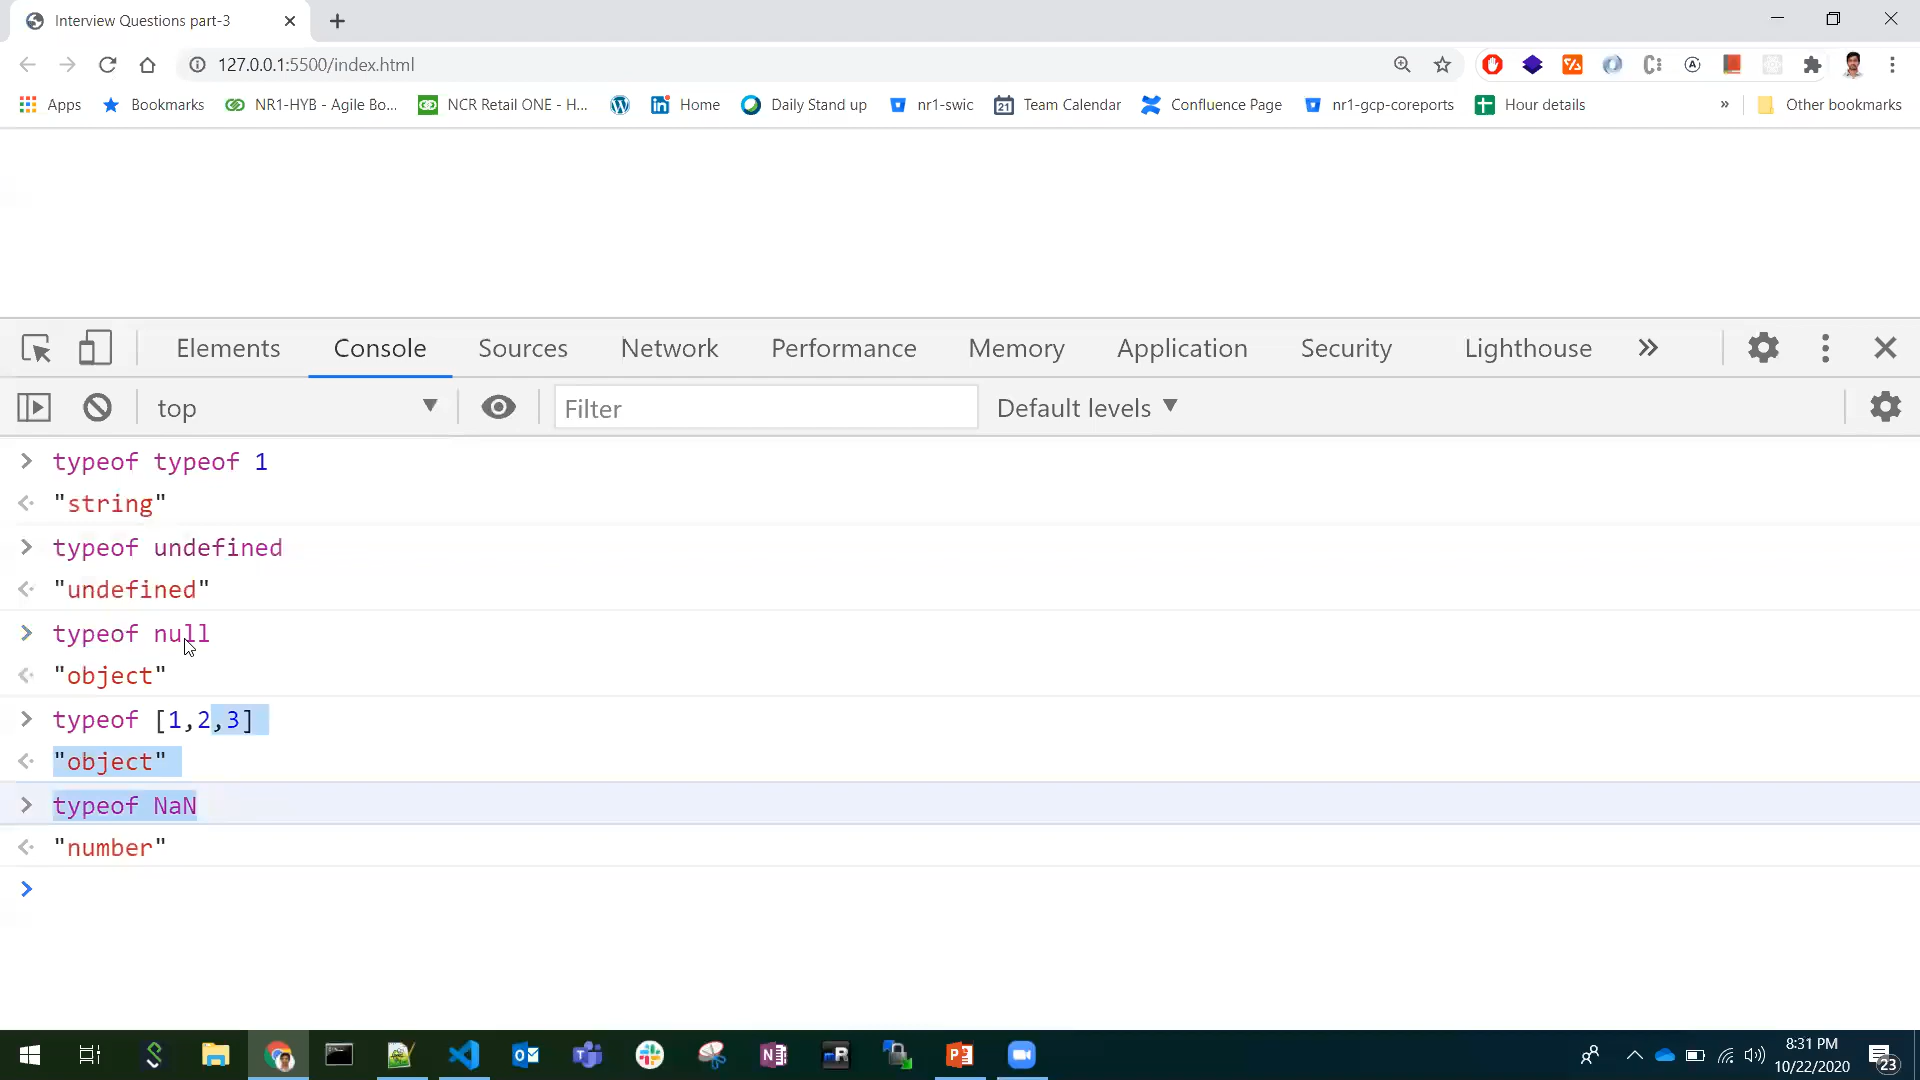 Interview Questions part-3
127.0.0.1:5500/index.html
Apps Bookmarks NR1-HYB - Agile Bo... NCR Retail ONE - H... Home Daily Stand up nr1-swic 21 Team Calendar Confluence Page nr1-gcp-coreports Hour details » Other bookmarks
Elements Console Sources Network Performance Memory Application Security Lighthouse »
top Filter Default levels
> typeof typeof 1
"string"
> typeof undefined
"undefined"
> typeof null
"object"
> typeof [1,2,3]
"object"
> typeof NaN
"number"
>
8:31 PM
10/22/2020
23